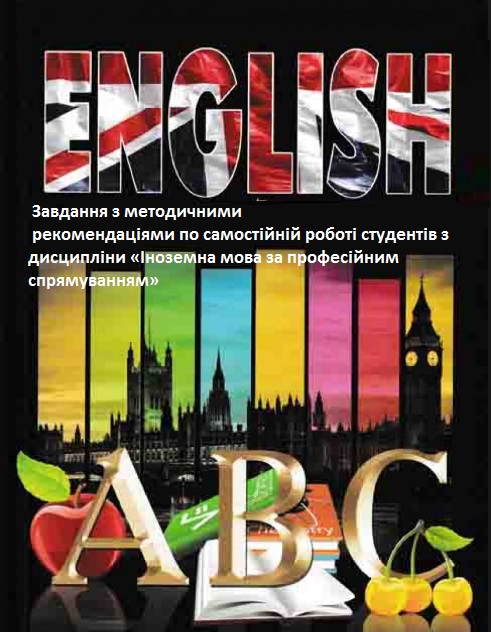 ENGLISH
Завдання з методичними
рекомендаціями по самостійній роботі студентів з
дисципліни «Іноземна мова за професійним
спрямуванням»
ABC